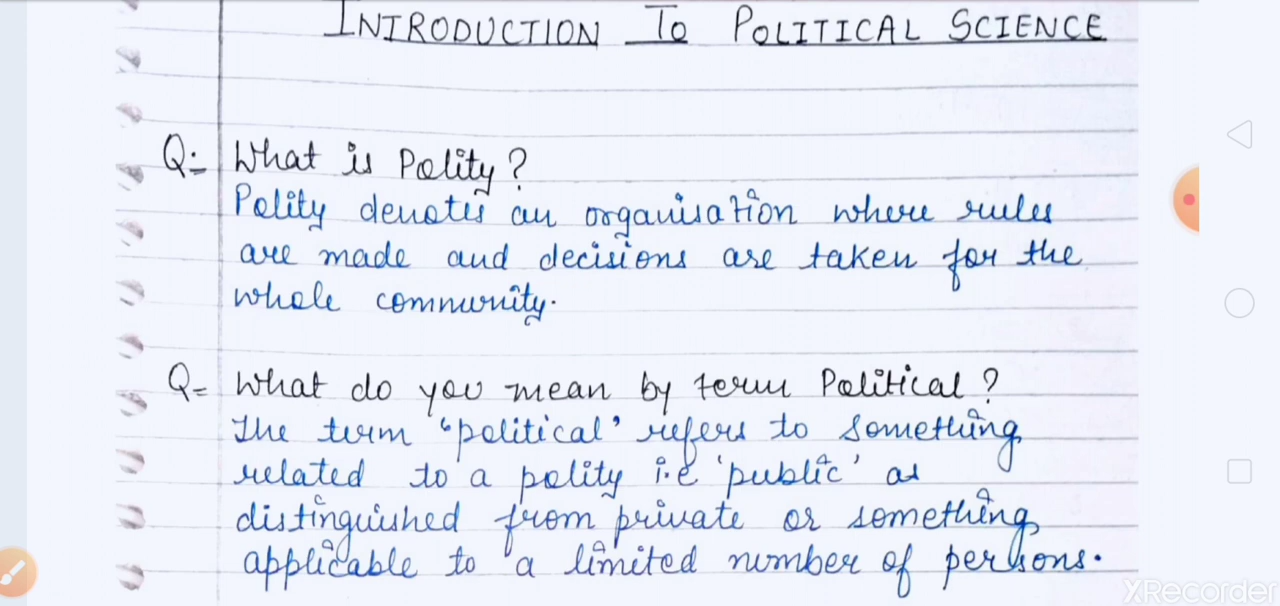 INTRODUCTION TO POLITICAL SCIENCE
Q:= What is Polity?
Polity denotes an organisation where rules
are made and decisions are taken for the
whole community.
Q= What do you mean by term Political?
The term 'political' refers to something
related to a polity i.e 'public' as
distinguished from private or something
applicable to a limited number of persons.
XRecorder